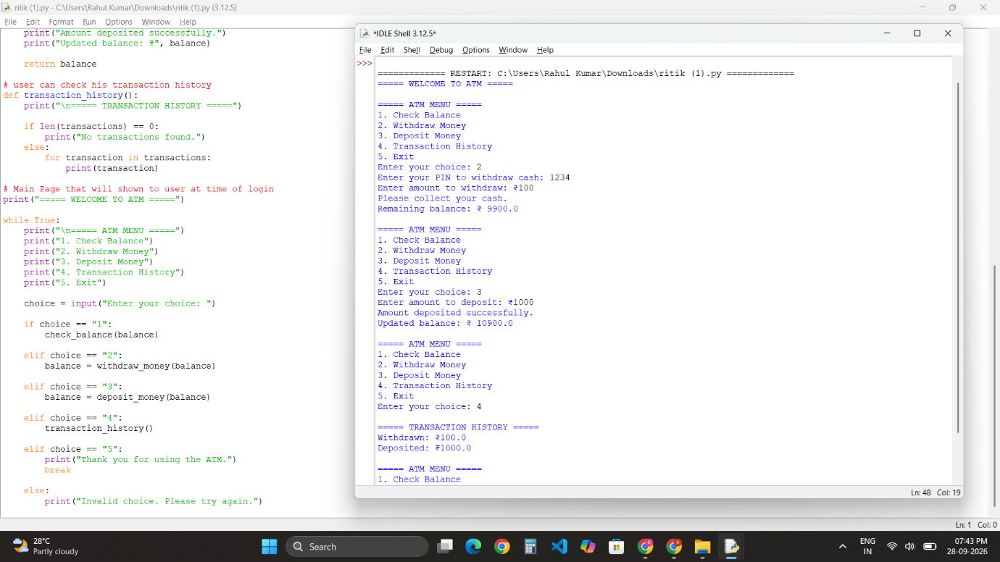 ritik (1).py - C:\Users\Rahul Kumar\Downloads\ritik (1).py (3.12.5)
File Edit Format Run Options Window Help
    print("Amount deposited successfully.")
    print("Updated balance: ₹", balance)

    return balance

# user can check his transaction history
def transaction_history():
    print("\n===== TRANSACTION HISTORY =====")

    if len(transactions) == 0:
        print("No transactions found.")
    else:
        for transaction in transactions:
            print(transaction)

# Main Page that will shown to user at time of login
print("===== WELCOME TO ATM =====")

while True:
    print("\n===== ATM MENU =====")
    print("1. Check Balance")
    print("2. Withdraw Money")
    print("3. Deposit Money")
    print("4. Transaction History")
    print("5. Exit")

    choice = input("Enter your choice: ")

    if choice == "1":
        check_balance(balance)

    elif choice == "2":
        balance = withdraw_money(balance)

    elif choice == "3":
        balance = deposit_money(balance)

    elif choice == "4":
        transaction_history()

    elif choice == "5":
        print("Thank you for using the ATM.")
        break

    else:
        print("Invalid choice. Please try again.")
*IDLE Shell 3.12.5*
File Edit Shell Debug Options Window Help
>>>
============= RESTART: C:\Users\Rahul Kumar\Downloads\ritik (1).py =============
===== WELCOME TO ATM =====

===== ATM MENU =====
1. Check Balance
2. Withdraw Money
3. Deposit Money
4. Transaction History
5. Exit
Enter your choice: 2
Enter your PIN to withdraw cash: 1234
Enter amount to withdraw: ₹100
Please collect your cash.
Remaining balance: ₹ 9900.0

===== ATM MENU =====
1. Check Balance
2. Withdraw Money
3. Deposit Money
4. Transaction History
5. Exit
Enter your choice: 3
Enter amount to deposit: ₹1000
Amount deposited successfully.
Updated balance: ₹ 10900.0

===== ATM MENU =====
1. Check Balance
2. Withdraw Money
3. Deposit Money
4. Transaction History
5. Exit
Enter your choice: 4

===== TRANSACTION HISTORY =====
Withdrawn: ₹100.0
Deposited: ₹1000.0

===== ATM MENU =====
1. Check Balance
Ln: 48 Col: 19
Ln: 1 Col: 0
28°C
Partly cloudy
Search
ENG
IN
07:43 PM
28-09-2026